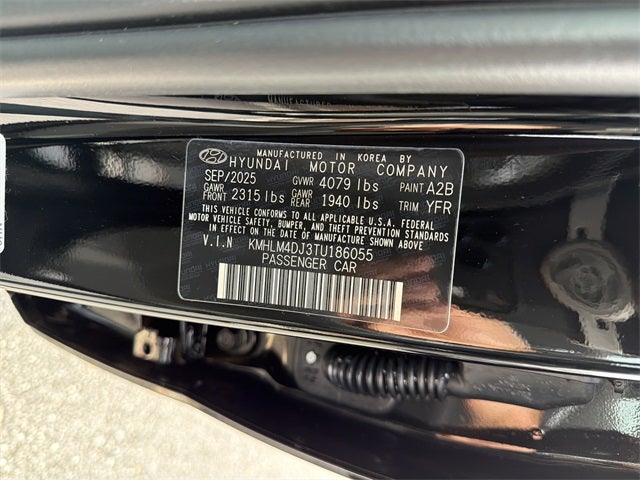 MANUFACTURED IN KOREA BY
HYUNDAI MOTOR COMPANY
SEP/2025 GVWR 4079 lbs PAINT A2B
GAWR FRONT 2315 lbs GAWR REAR 1940 lbs TRIM YFR
THIS VEHICLE CONFORMS TO ALL APPLICABLE U.S.A. FEDERAL
MOTOR VEHICLE SAFETY, BUMPER, AND THEFT PREVENTION STANDARDS
IN EFFECT ON THE DATE OF MANUFACTURE SHOWN ABOVE
V.I.N KMHLM4DJ3TU186055
PASSENGER CAR